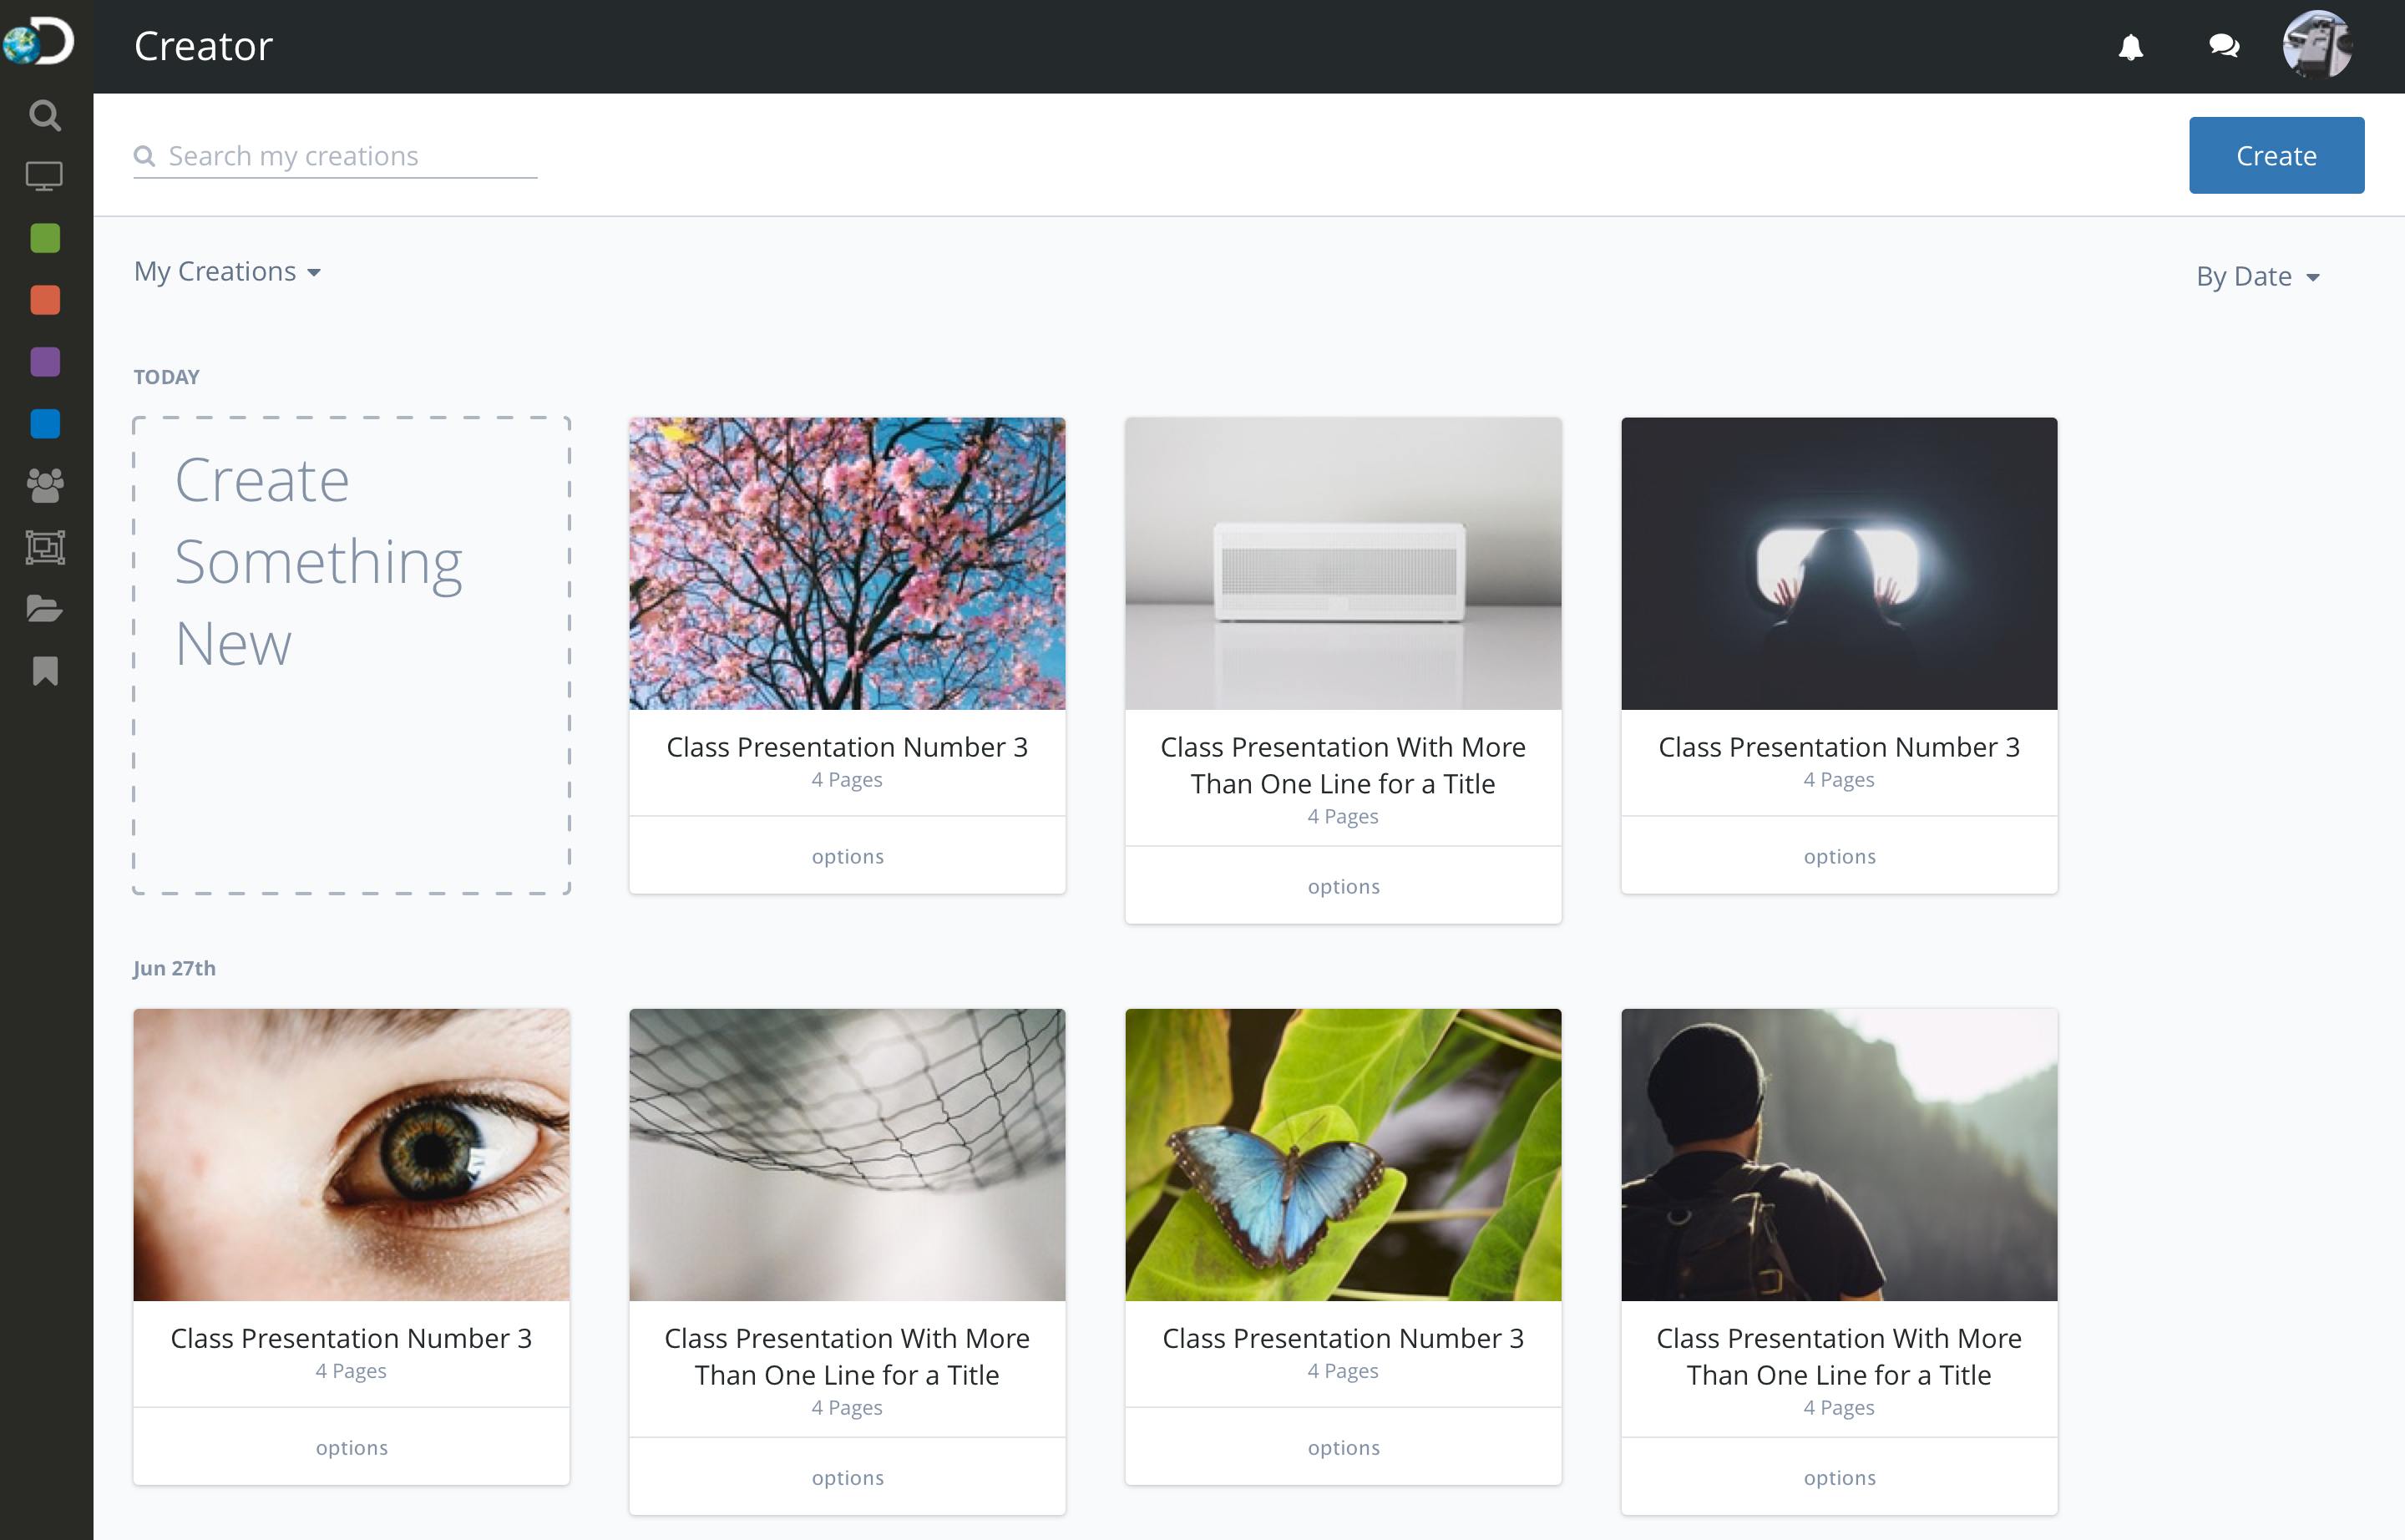 Creator
Search my creations
Create
My Creations
By Date
TODAY
Create
Something
New
Class Presentation Number 3
4 Pages
options
Class Presentation With More
Than One Line for a Title
4 Pages
options
Class Presentation Number 3
4 Pages
options
Jun 27th
Class Presentation Number 3
4 Pages
options
Class Presentation With More
Than One Line for a Title
4 Pages
options
Class Presentation Number 3
4 Pages
options
Class Presentation With More
Than One Line for a Title
4 Pages
options